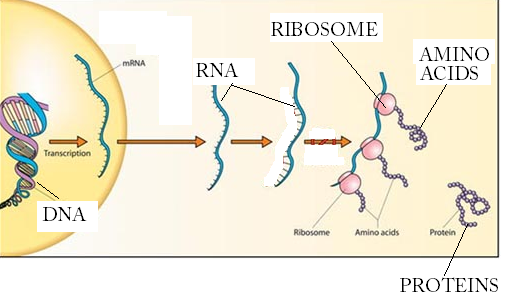 RIBOSOME
AMINO
ACIDS
mRNA
RNA
Transcription
DNA
Ribosome
Amino acids
Protein
PROTEINS